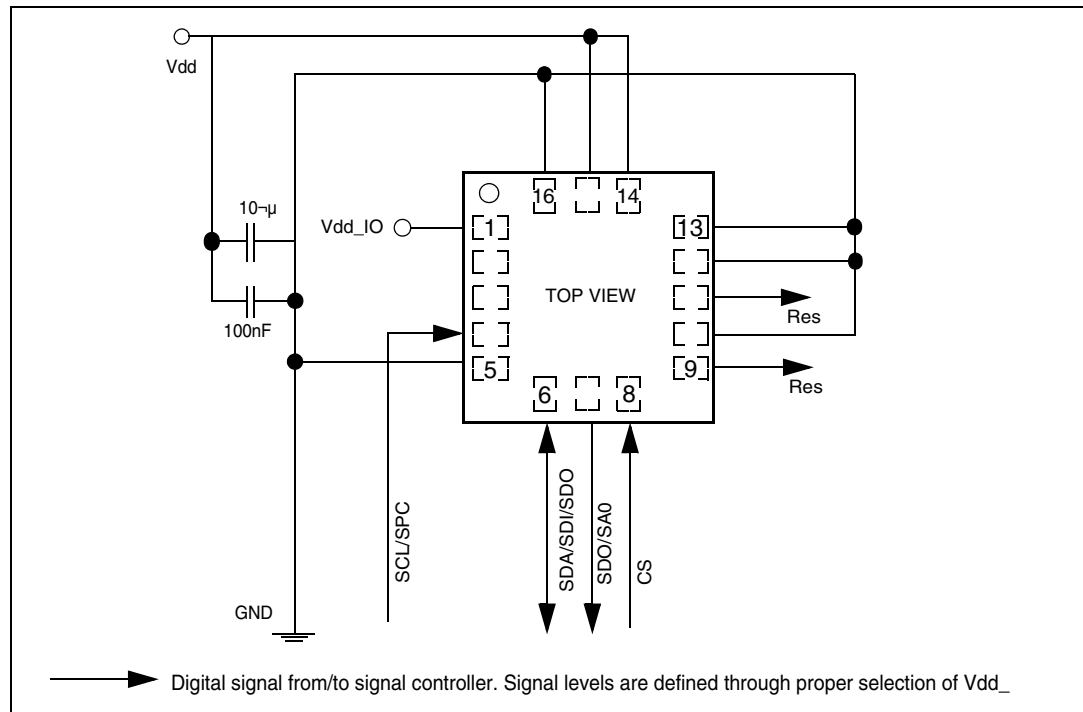 Vdd
16
14
10¬µ
Vdd_IO
1
13
TOP VIEW
Res
100nF
5
9
Res
6
8
SCL/SPC
SDA/SDI/SDO
SDO/SA0
CS
GND
Digital signal from/to signal controller. Signal levels are defined through proper selection of Vdd_